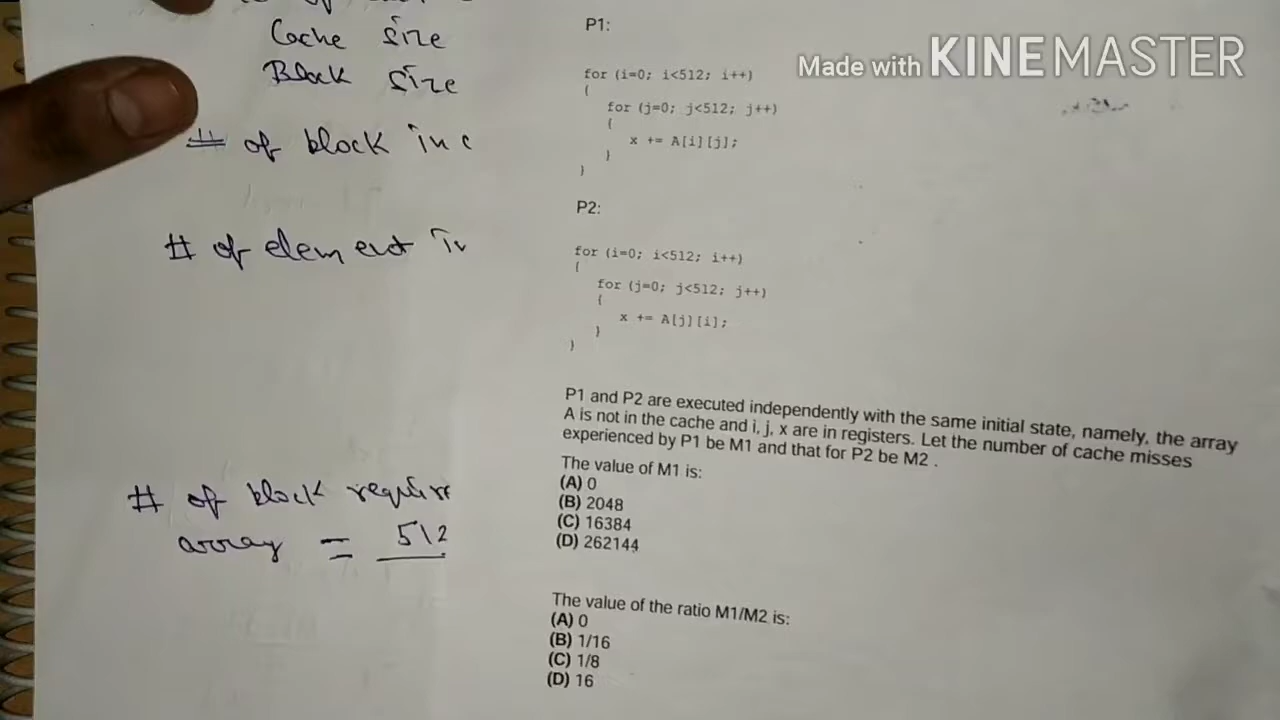 Cache size
Block size
# of block in c
# of element in
# of block requirr
array = 512
P1:
for (i=0; i<512; i++)
{
for (j=0; j<512; j++)
{
x += A[i][j];
}
}
P2:
for (i=0; i<512; i++)
{
for (j=0; j<512; j++)
{
x += A[j][i];
}
}
P1 and P2 are executed independently with the same initial state, namely, the array
A is not in the cache and i, j, x are in registers. Let the number of cache misses
experienced by P1 be M1 and that for P2 be M2 .
The value of M1 is:
(A) 0
(B) 2048
(C) 16384
(D) 262144
The value of the ratio M1/M2 is:
(A) 0
(B) 1/16
(C) 1/8
(D) 16
Made with KINEMASTER